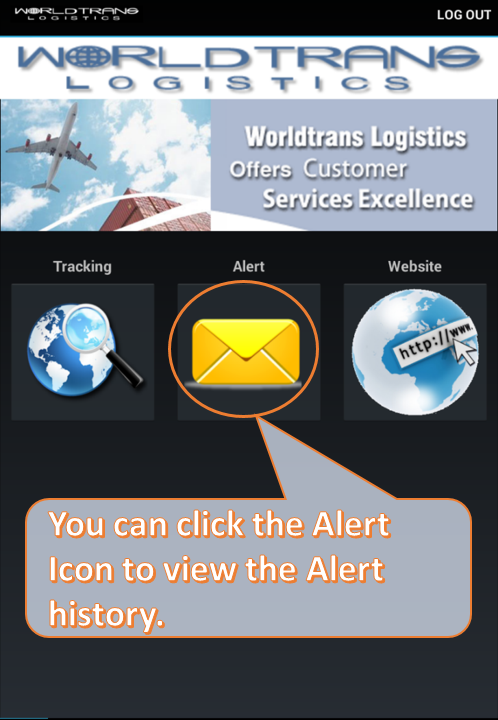 WORLDTRANS
LOGISTICS
LOG OUT
WORLDTRANS
LOGISTICS
Worldtrans Logistics
Offers Customer
Services Excellence
Tracking
Alert
Website
http://www.
You can click the Alert
Icon to view the Alert
history.